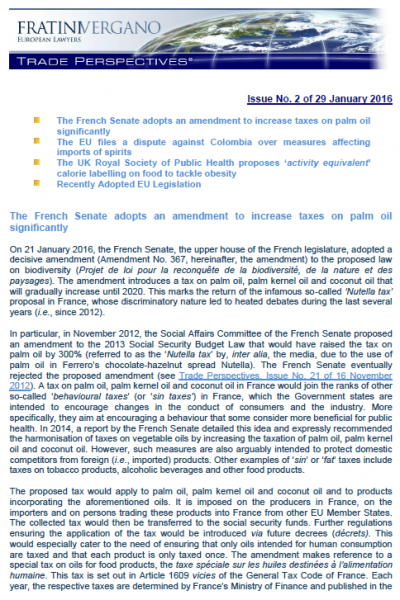 FRATINIVERGANO
EUROPEAN LAWYERS
TRADE PERSPECTIVES®
Issue No. 2 of 29 January 2016
The French Senate adopts an amendment to increase taxes on palm oil
significantly
The EU files a dispute against Colombia over measures affecting
imports of spirits
The UK Royal Society of Public Health proposes ‘activity equivalent’
calorie labelling on food to tackle obesity
Recently Adopted EU Legislation
The French Senate adopts an amendment to increase taxes on palm oil
significantly
On 21 January 2016, the French Senate, the upper house of the French legislature, adopted a
decisive amendment (Amendment No. 367, hereinafter, the amendment) to the proposed law
on biodiversity (Projet de loi pour la reconquête de la biodiversité, de la nature et des
paysages). The amendment introduces a tax on palm oil, palm kernel oil and coconut oil that
will gradually increase until 2020. This marks the return of the infamous so-called ‘Nutella tax’
proposal in France, whose discriminatory nature led to heated debates during the last several
years (i.e., since 2012).
In particular, in November 2012, the Social Affairs Committee of the French Senate proposed
an amendment to the 2013 Social Security Budget Law that would have raised the tax on
palm oil by 300% (referred to as the ‘Nutella tax’ by, inter alia, the media, due to the use of
palm oil in Ferrero's chocolate-hazelnut spread Nutella). The French Senate eventually
rejected the proposed amendment (see Trade Perspectives, Issue No. 21 of 16 November
2012). A tax on palm oil, palm kernel oil and coconut oil in France would join the ranks of other
so-called ‘behavioural taxes’ (or ‘sin taxes’) in France, which the Government states are
intended to encourage changes in the conduct of consumers and the industry. More
specifically, they aim at encouraging a behaviour that some consider more beneficial for public
health. In 2014, a report by the French Senate detailed this idea and expressly recommended
the harmonisation of taxes on vegetable oils by increasing the taxation of palm oil, palm kernel
oil and coconut oil. However, such measures are also arguably intended to protect domestic
competitors from foreign (i.e., imported) products. Other examples of ‘sin’ or ‘fat’ taxes include
taxes on tobacco products, alcoholic beverages and other food products.
The proposed tax would apply to palm oil, palm kernel oil and coconut oil and to products
incorporating the aforementioned oils. It is imposed on the producers in France, on the
importers and on persons trading these products into France from other EU Member States.
The collected tax would then be transferred to the social security funds. Further regulations
ensuring the application of the tax would be introduced via future decrees (décrets). This
would especially cater to the need of ensuring that only oils intended for human consumption
are taxed and that each product is only taxed once. The amendment makes reference to a
special tax on oils for food products, the taxe spéciale sur les huiles destinées à l'alimentation
humaine. This tax is set out in Article 1609 vicies of the General Tax Code of France. Each
year, the respective taxes are determined by France's Ministry of Finance and published in the